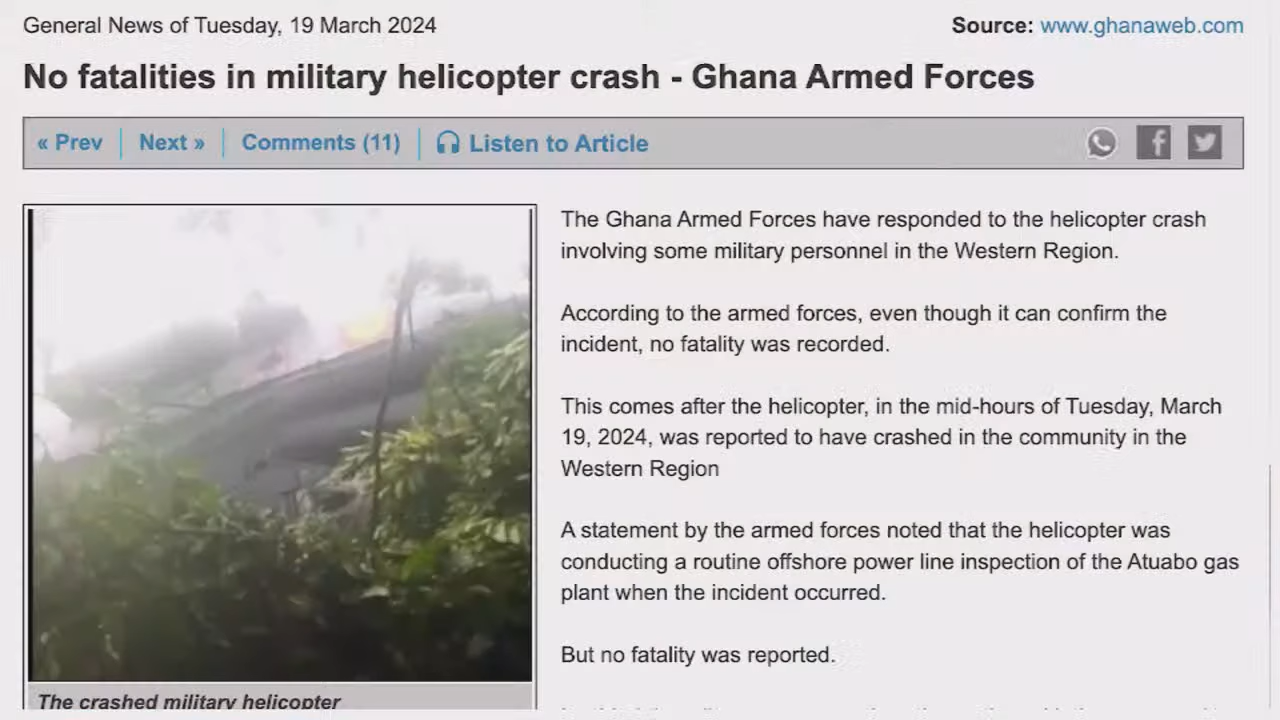 General News of Tuesday, 19 March 2024
Source: www.ghanaweb.com
No fatalities in military helicopter crash - Ghana Armed Forces
« Prev
Next »
Comments (11)
Listen to Article
The Ghana Armed Forces have responded to the helicopter crash
involving some military personnel in the Western Region.
According to the armed forces, even though it can confirm the
incident, no fatality was recorded.
This comes after the helicopter, in the mid-hours of Tuesday, March
19, 2024, was reported to have crashed in the community in the
Western Region
A statement by the armed forces noted that the helicopter was
conducting a routine offshore power line inspection of the Atuabo gas
plant when the incident occurred.
But no fatality was reported.
The crashed military helicopter